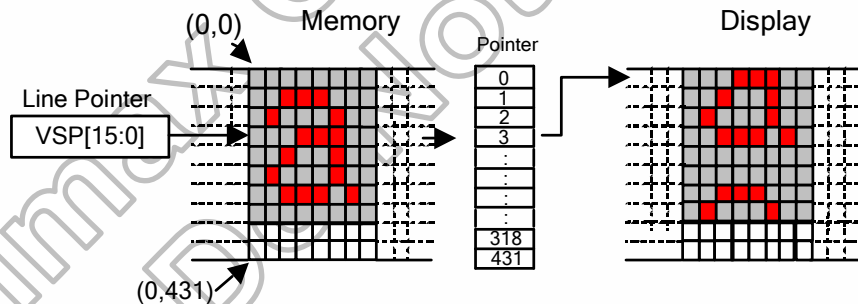 (0,0)
Memory
Display
Pointer
Line Pointer
VSP[15:0]
0
1
2
3
:
:
:
:
318
431
(0,431)